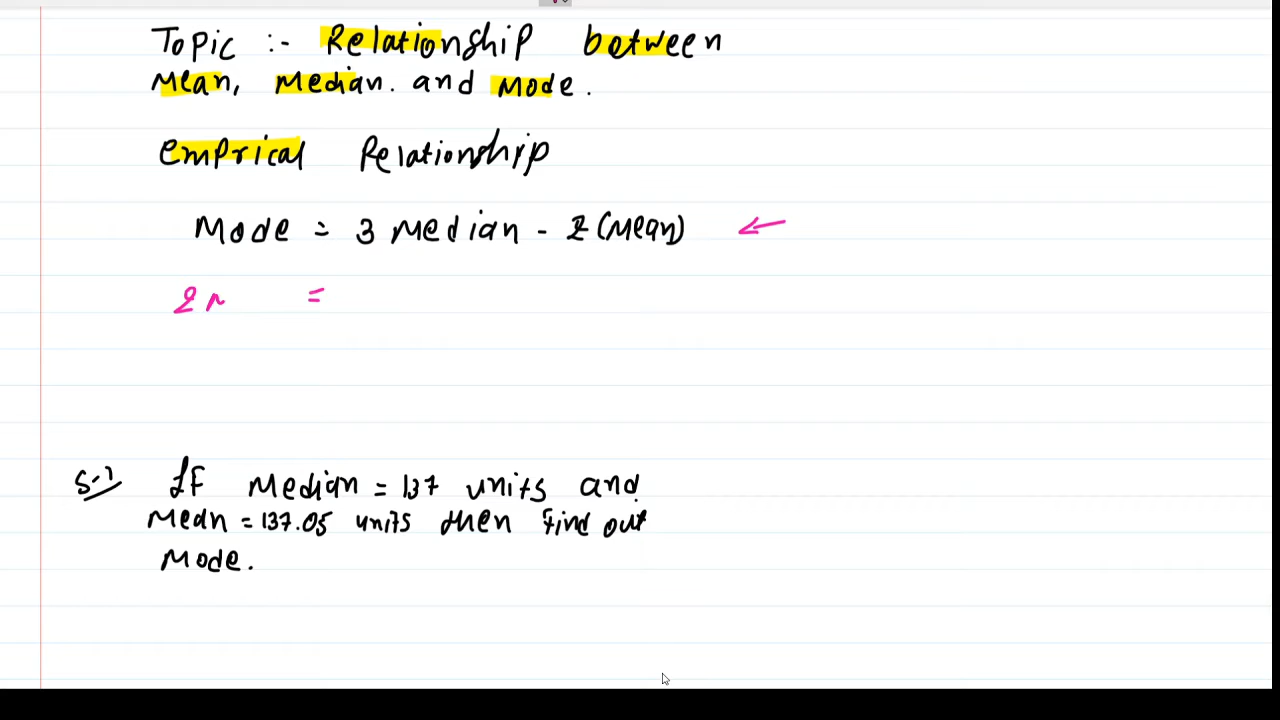 Topic :- Relationship between
Mean, Median. and Mode.
Emprical Relationship
Mode = 3 Median - 2 (Mean)
2 =
If Median = 137 units and
Mean = 137.05 units then find out
Mode.